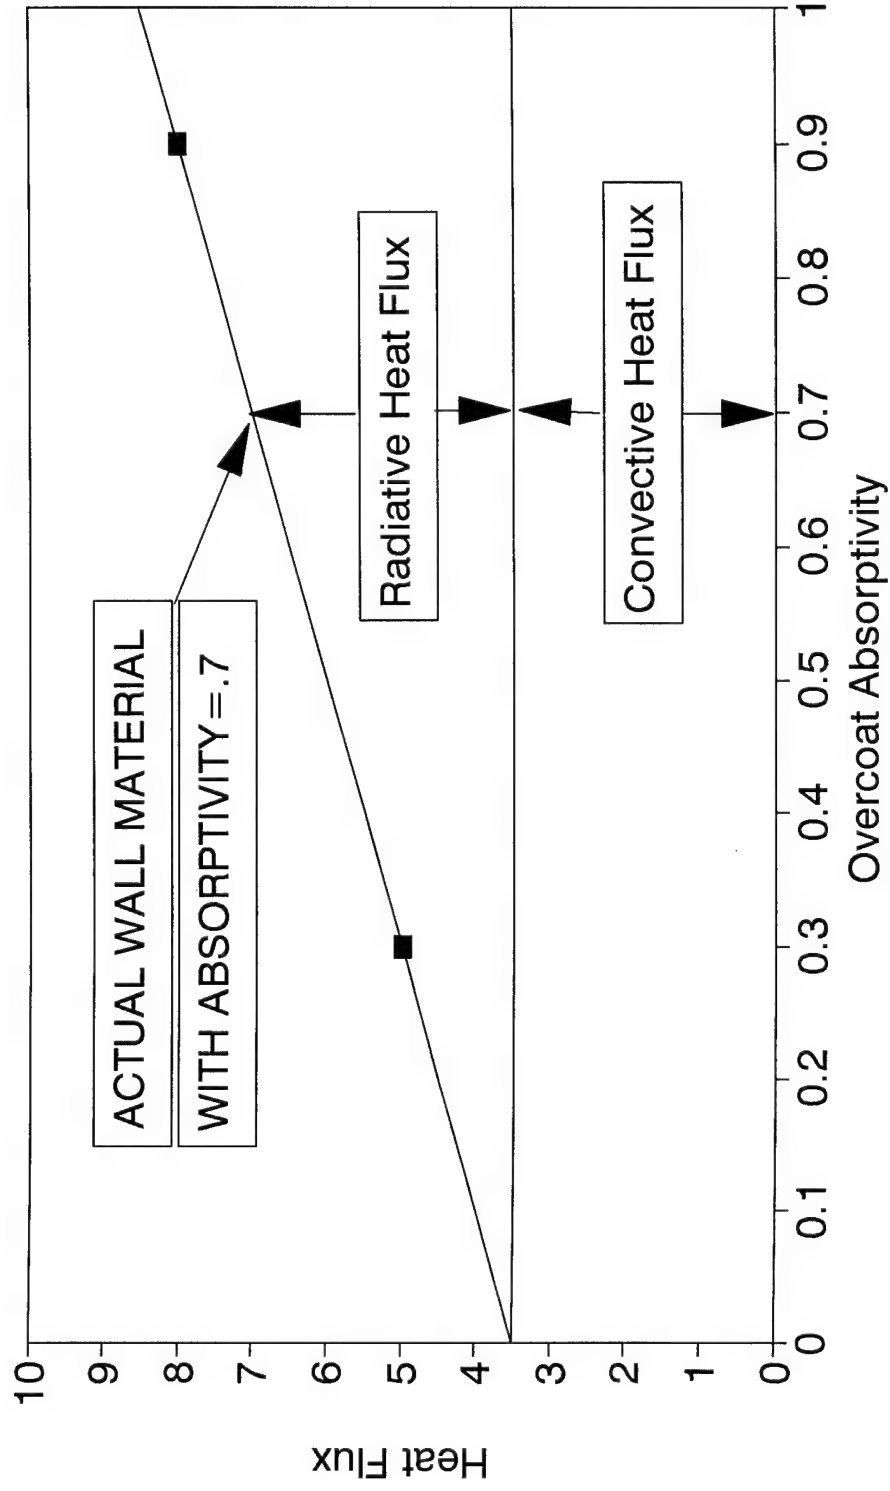 ACTUAL WALL MATERIAL
WITH ABSORPTIVITY=.7
Radiative Heat Flux
Convective Heat Flux
Heat Flux
10
9
8
7
6
5
4
3
2
1
0
0 0.1 0.2 0.3 0.4 0.5 0.6 0.7 0.8 0.9 1
Overcoat Absorptivity